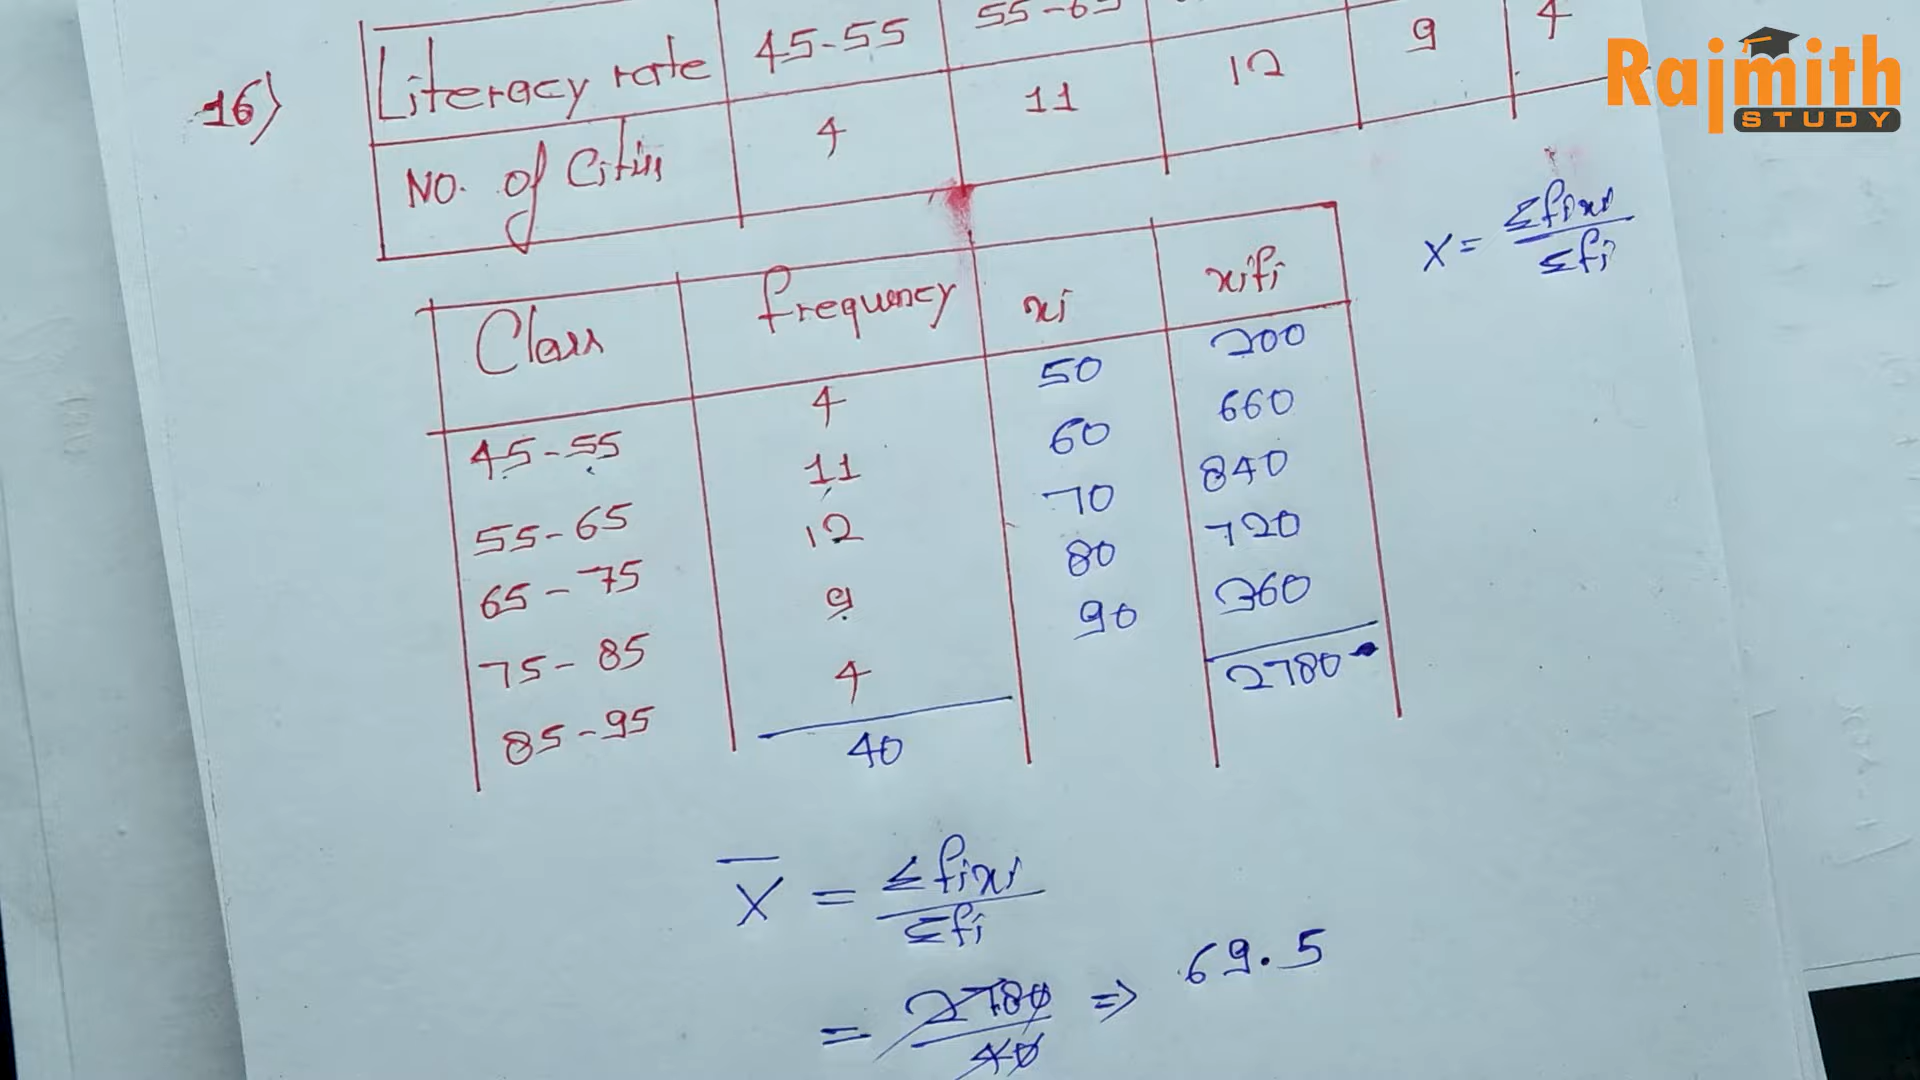 Rajmith
STUDY
16)
Literacy rate 45-55 55-65
No. of Cities 4 11 12 9 4
X = Σfixi / Σfi
Class frequency xi xifi
45-55 4 50 200
55-65 11 60 660
65-75 12 70 840
75-85 9 80 720
85-95 4 90 360
40 2780
X̄ = Σfixi / Σfi
= 2780 / 40 ⇒ 69.5